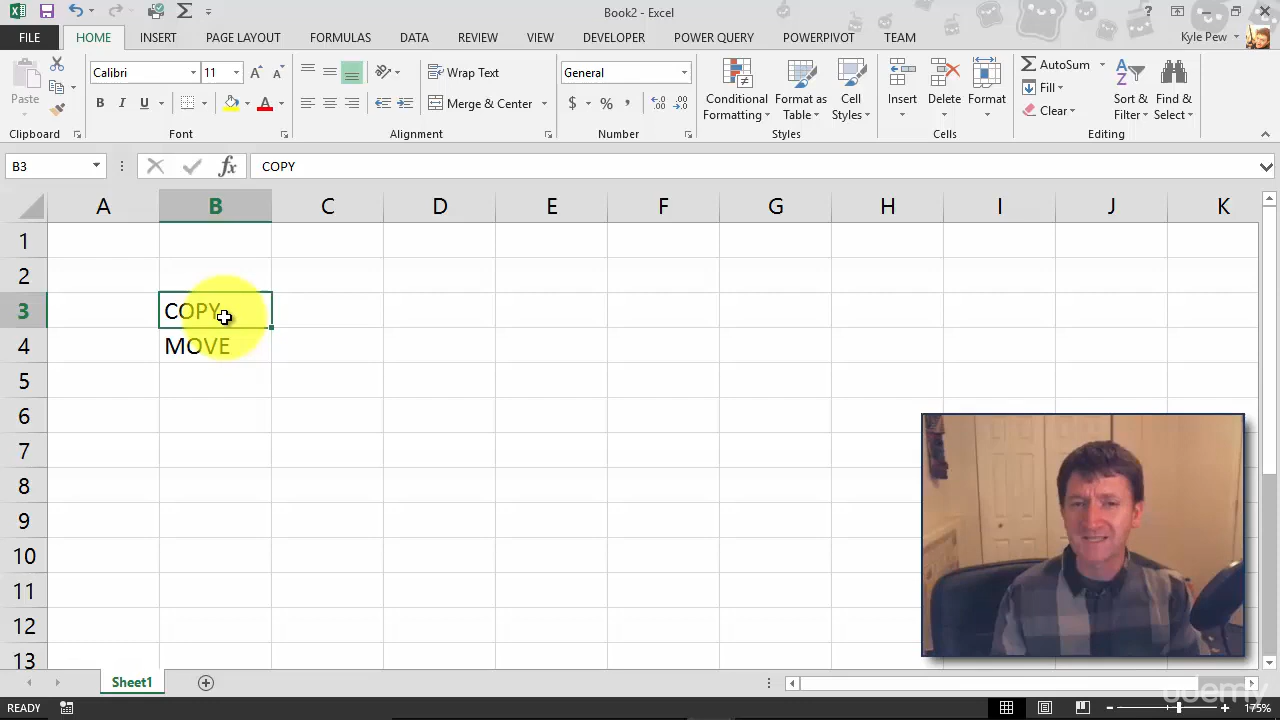 Book2 - Excel
?
FILE HOME INSERT PAGE LAYOUT FORMULAS DATA REVIEW VIEW DEVELOPER POWER QUERY POWERPIVOT TEAM Kyle Pew
Paste
Calibri 11
B I U A
Wrap Text
Merge & Center
General
$ % ,
Conditional Formatting
Format as Table
Cell Styles
Insert Delete Format
AutoSum
Fill
Clear
Sort & Filter
Find & Select
Clipboard Font Alignment Number Styles Cells Editing
B3 fx COPY
A B C D E F G H I J K
1
2
3 COPY
4 MOVE
5
6
7
8
9
10
11
12
13
Sheet1
udemy
READY 175%